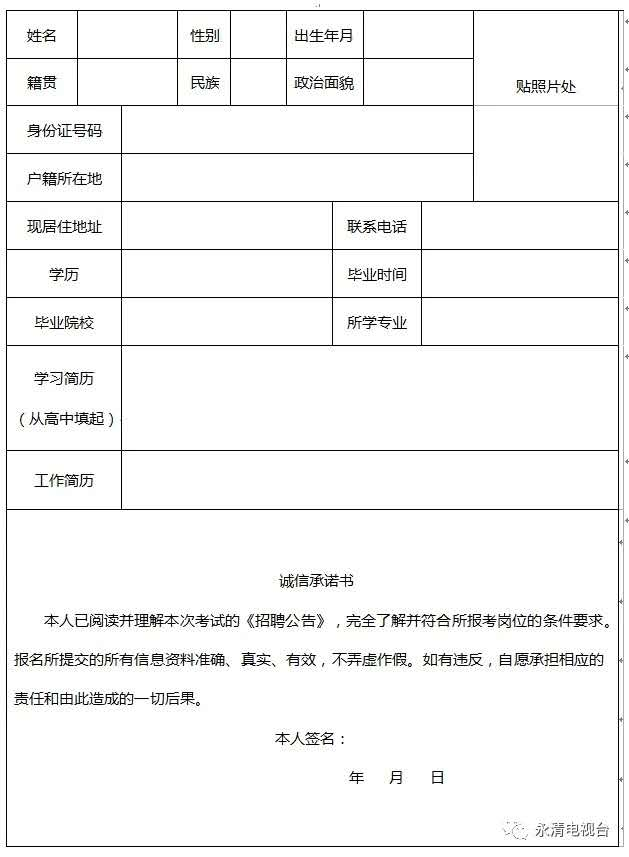 姓名 性别 出生年月
籍贯 民族 政治面貌 贴照片处
身份证号码
户籍所在地
现居住地址 联系电话
学历 毕业时间
毕业院校 所学专业
学习简历
（从高中填起）
工作简历
诚信承诺书
本人已阅读并理解本次考试的《招聘公告》，完全了解并符合所报考岗位的条件要求。
报名所提交的所有信息资料准确、真实、有效，不弄虚作假。如有违反，自愿承担相应的
责任和由此造成的一切后果。
本人签名：
年 月 日
永清电视台